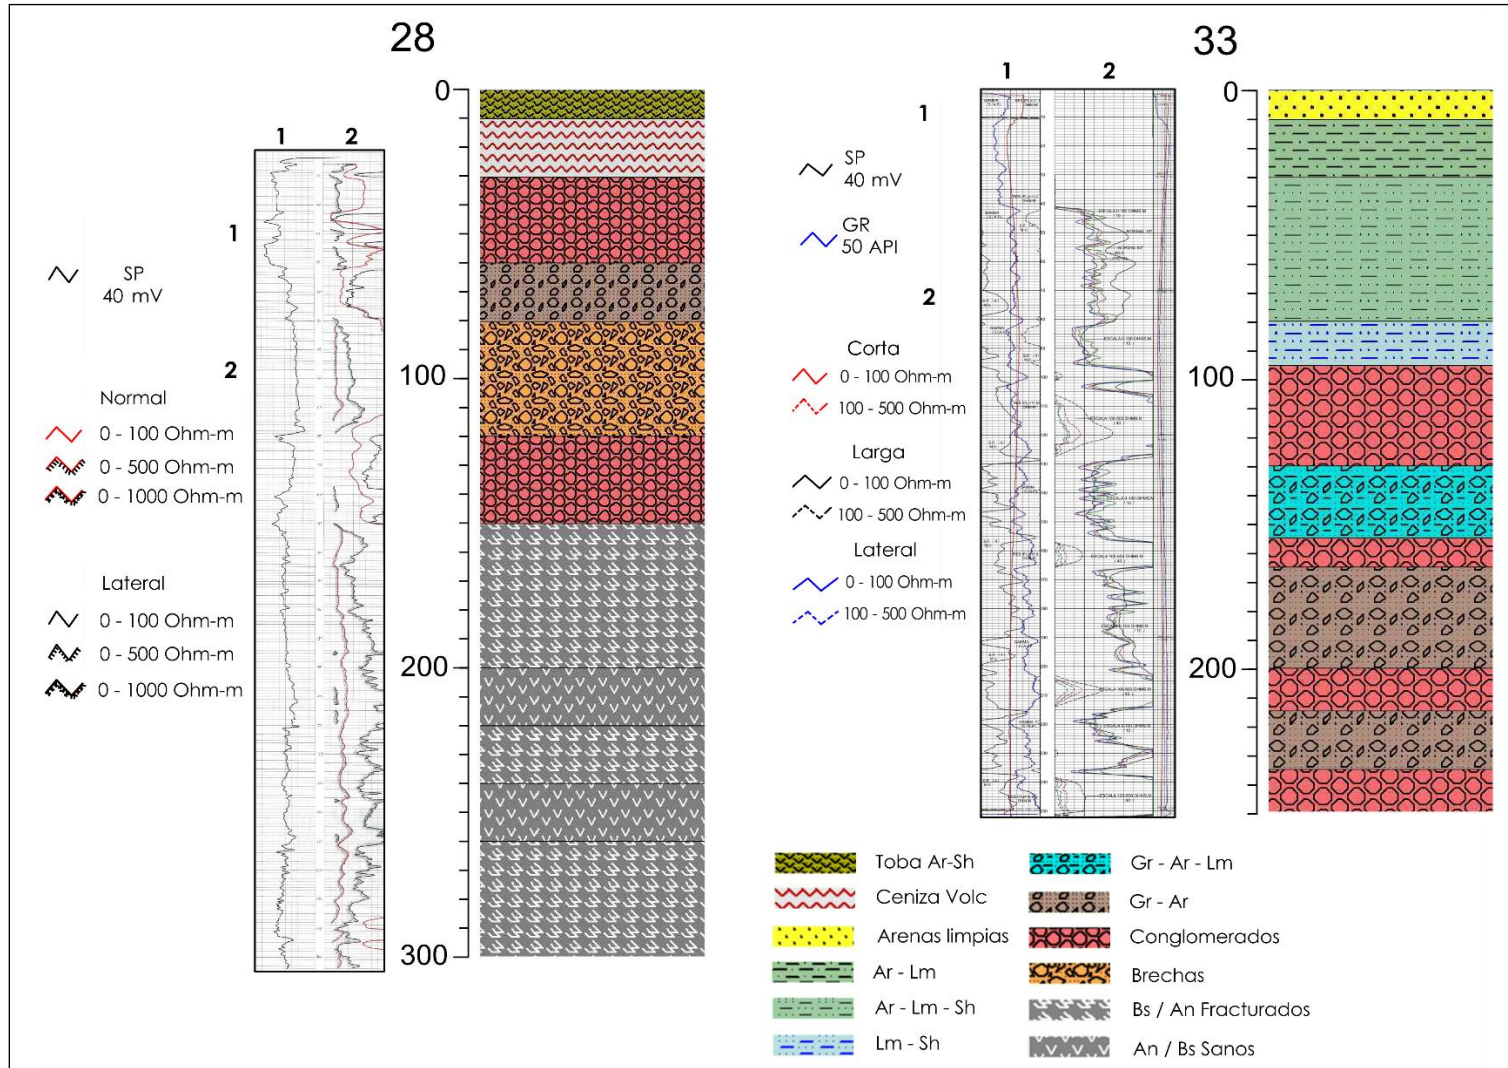 28
1 2
1
SP
40 mV
2
Normal
0 - 100 Ohm-m
0 - 500 Ohm-m
0 - 1000 Ohm-m
Lateral
0 - 100 Ohm-m
0 - 500 Ohm-m
0 - 1000 Ohm-m
0
100
200
300
33
1 2
1
SP
40 mV
GR
50 API
2
Corta
0 - 100 Ohm-m
100 - 500 Ohm-m
Larga
0 - 100 Ohm-m
100 - 500 Ohm-m
Lateral
0 - 100 Ohm-m
100 - 500 Ohm-m
0
100
200
Toba Ar-Sh
Ceniza Volc
Arenas limpias
Ar - Lm
Ar - Lm - Sh
Lm - Sh
Gr - Ar - Lm
Gr - Ar
Conglomerados
Brechas
Bs / An Fracturados
An / Bs Sanos